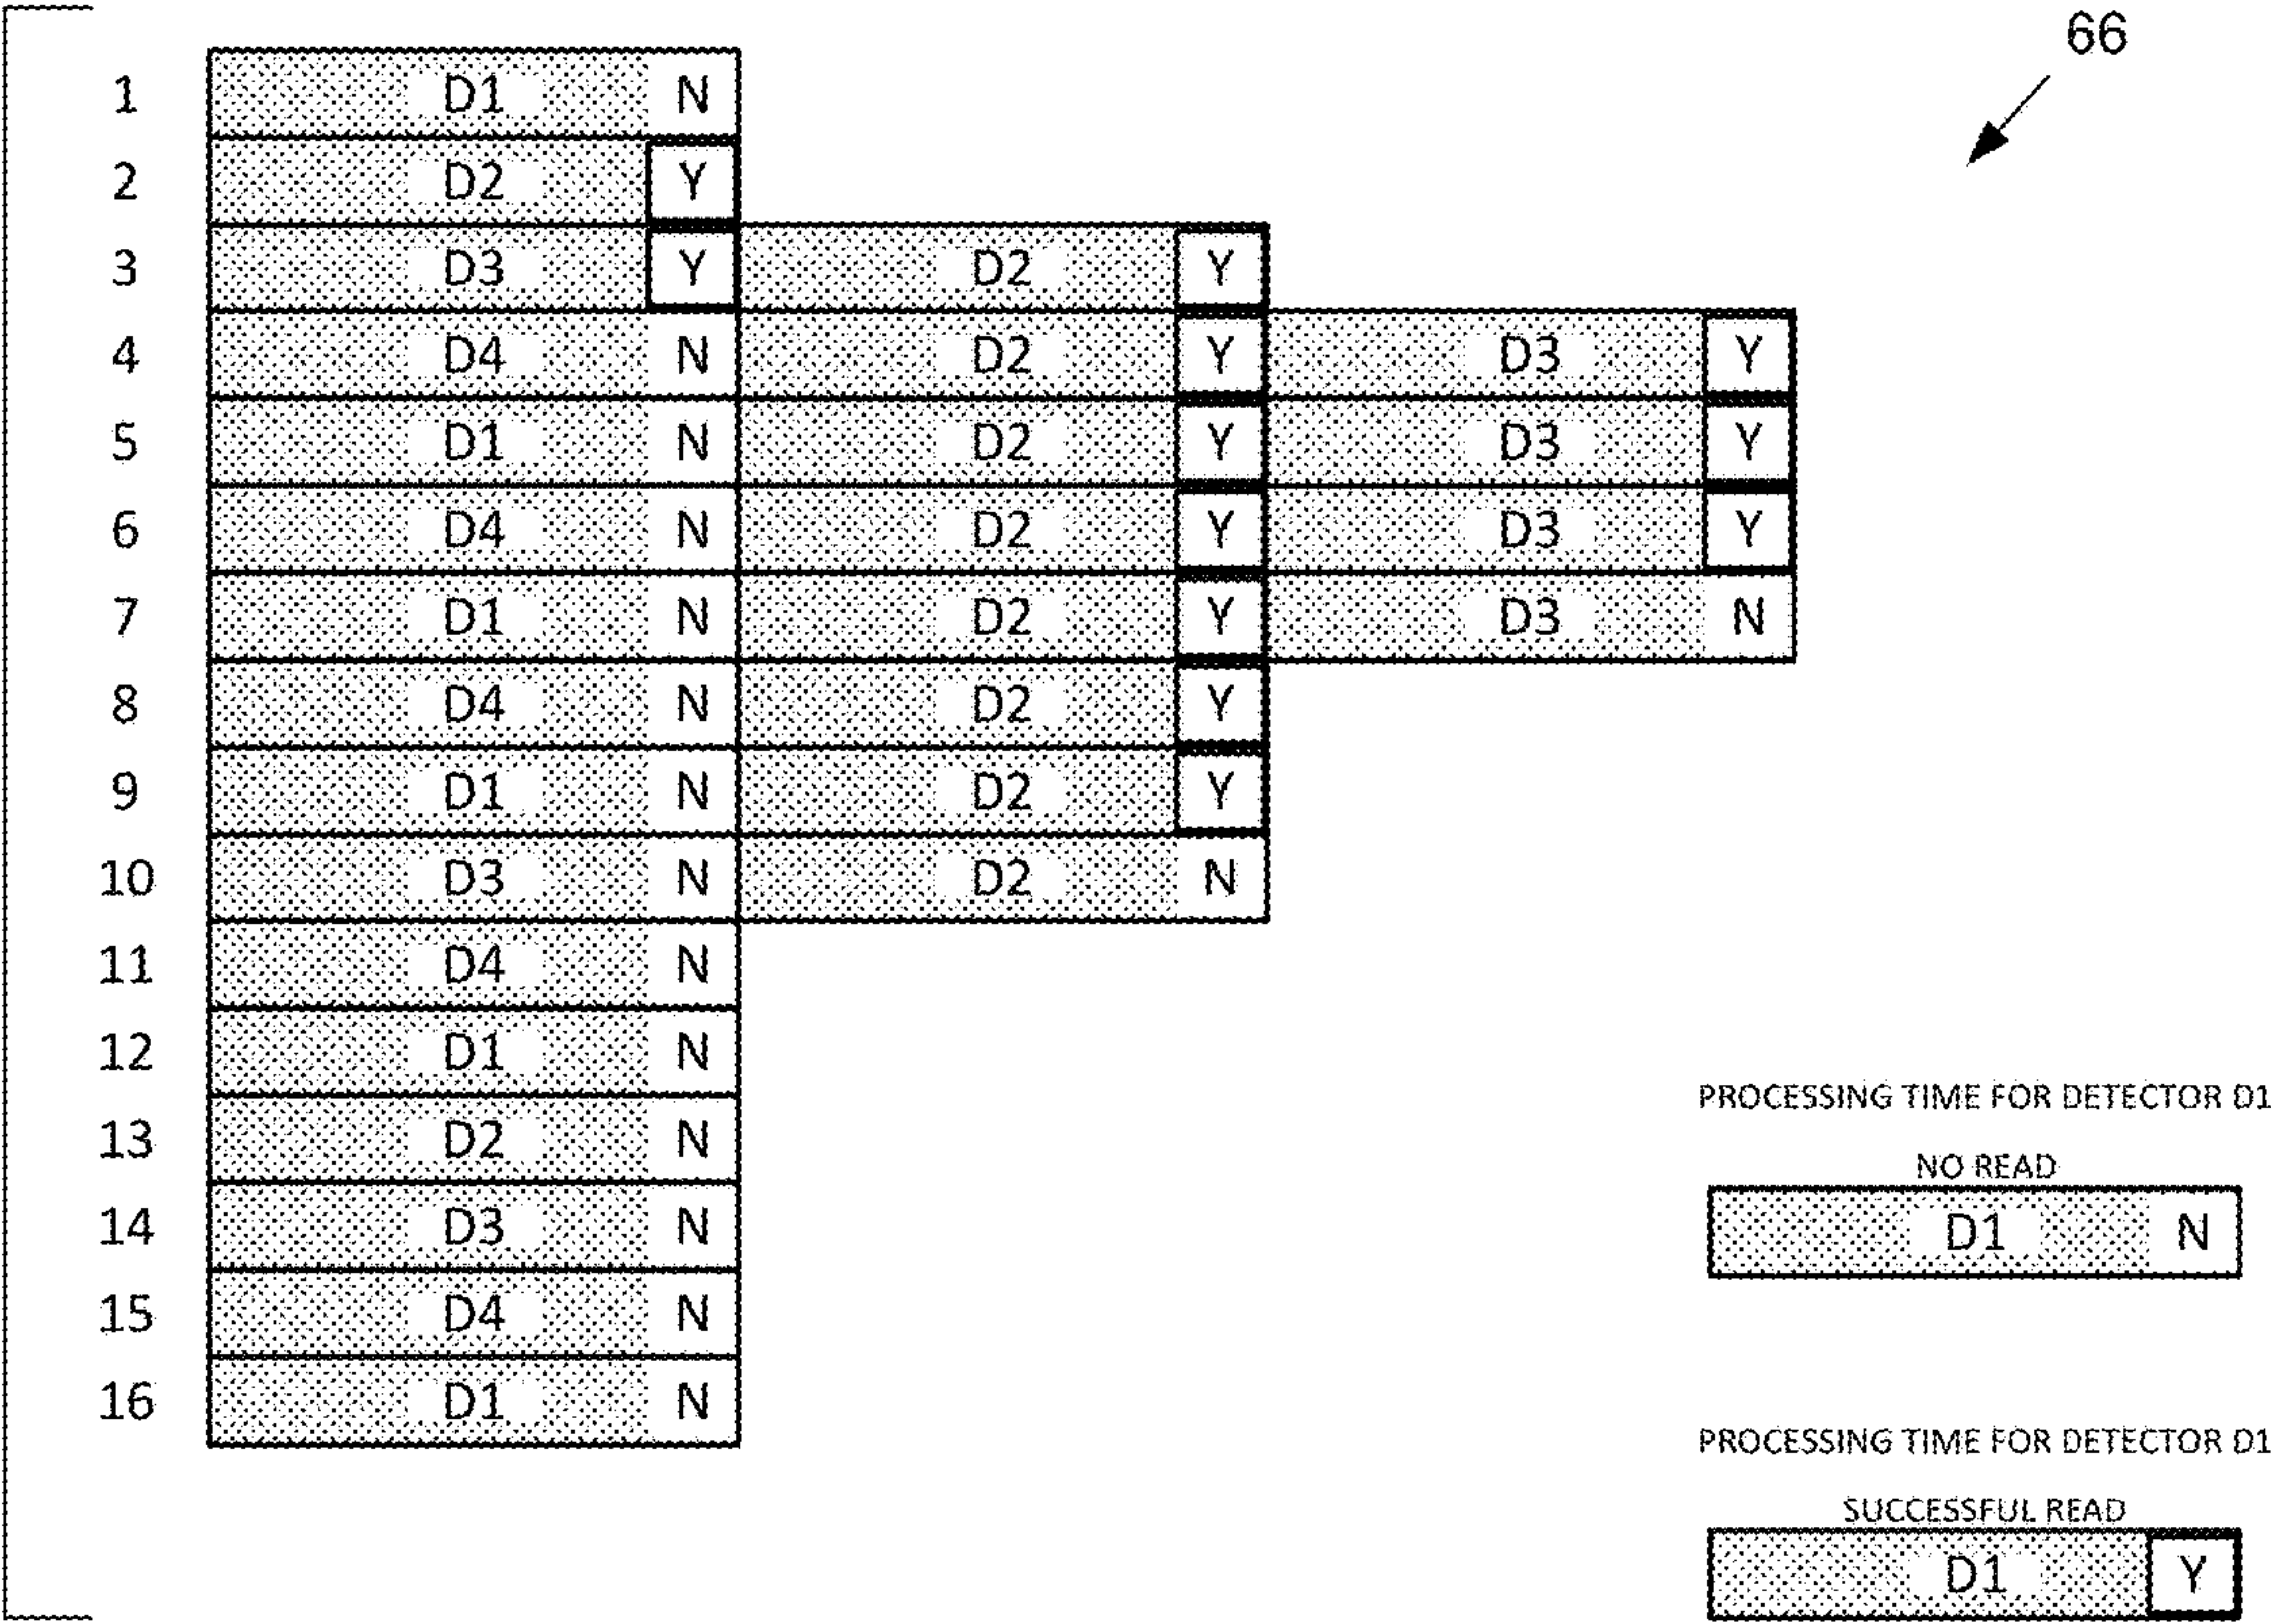 66
1 D1 N
2 D2 Y
3 D3 Y D2 Y
4 D4 N D2 Y D3 Y
5 D1 N D2 Y D3 Y
6 D4 N D2 Y D3 Y
7 D1 N D2 Y D3 N
8 D4 N D2 Y
9 D1 N D2 Y
10 D3 N D2 N
11 D4 N
12 D1 N
13 D2 N
14 D3 N
15 D4 N
16 D1 N
PROCESSING TIME FOR DETECTOR D1
NO READ
D1 N
PROCESSING TIME FOR DETECTOR D1
SUCCESSFUL READ
D1 Y